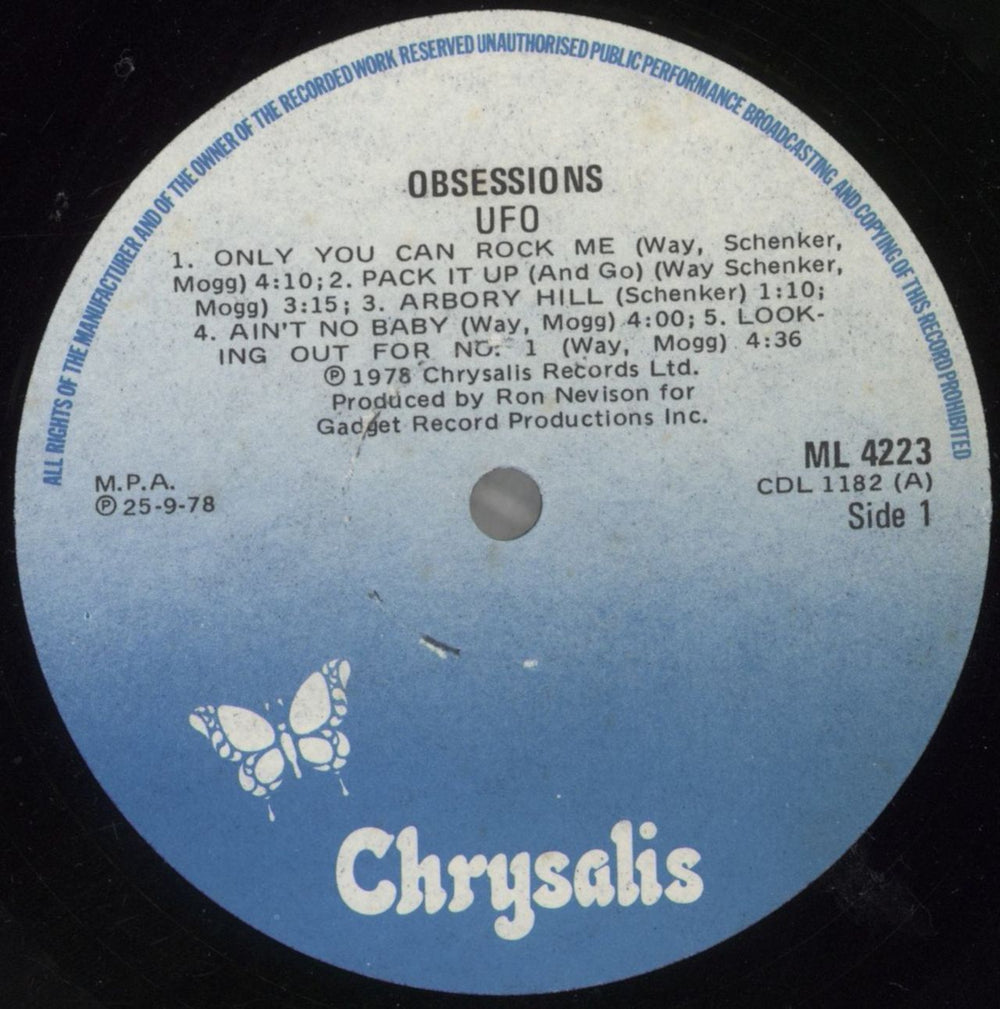 ALL RIGHTS OF THE MANUFACTURER AND OF THE OWNER OF THE RECORDED WORK RESERVED UNAUTHORISED PUBLIC PERFORMANCE BROADCASTING AND COPYING OF THIS RECORD PROHIBITED
OBSESSIONS
UFO
1. ONLY YOU CAN ROCK ME (Way, Schenker,
Mogg) 4:10; 2. PACK IT UP (And Go) (Way Schenker,
Mogg) 3:15; 3. ARBORY HILL (Schenker) 1:10;
4. AIN'T NO BABY (Way, Mogg) 4:00; 5. LOOK-
ING OUT FOR NO. 1 (Way, Mogg) 4:36
℗ 1978 Chrysalis Records Ltd.
Produced by Ron Nevison for
Gadget Record Productions Inc.
M.P.A.
℗ 25-9-78
ML 4223
CDL 1182 (A)
Side 1
Chrysalis